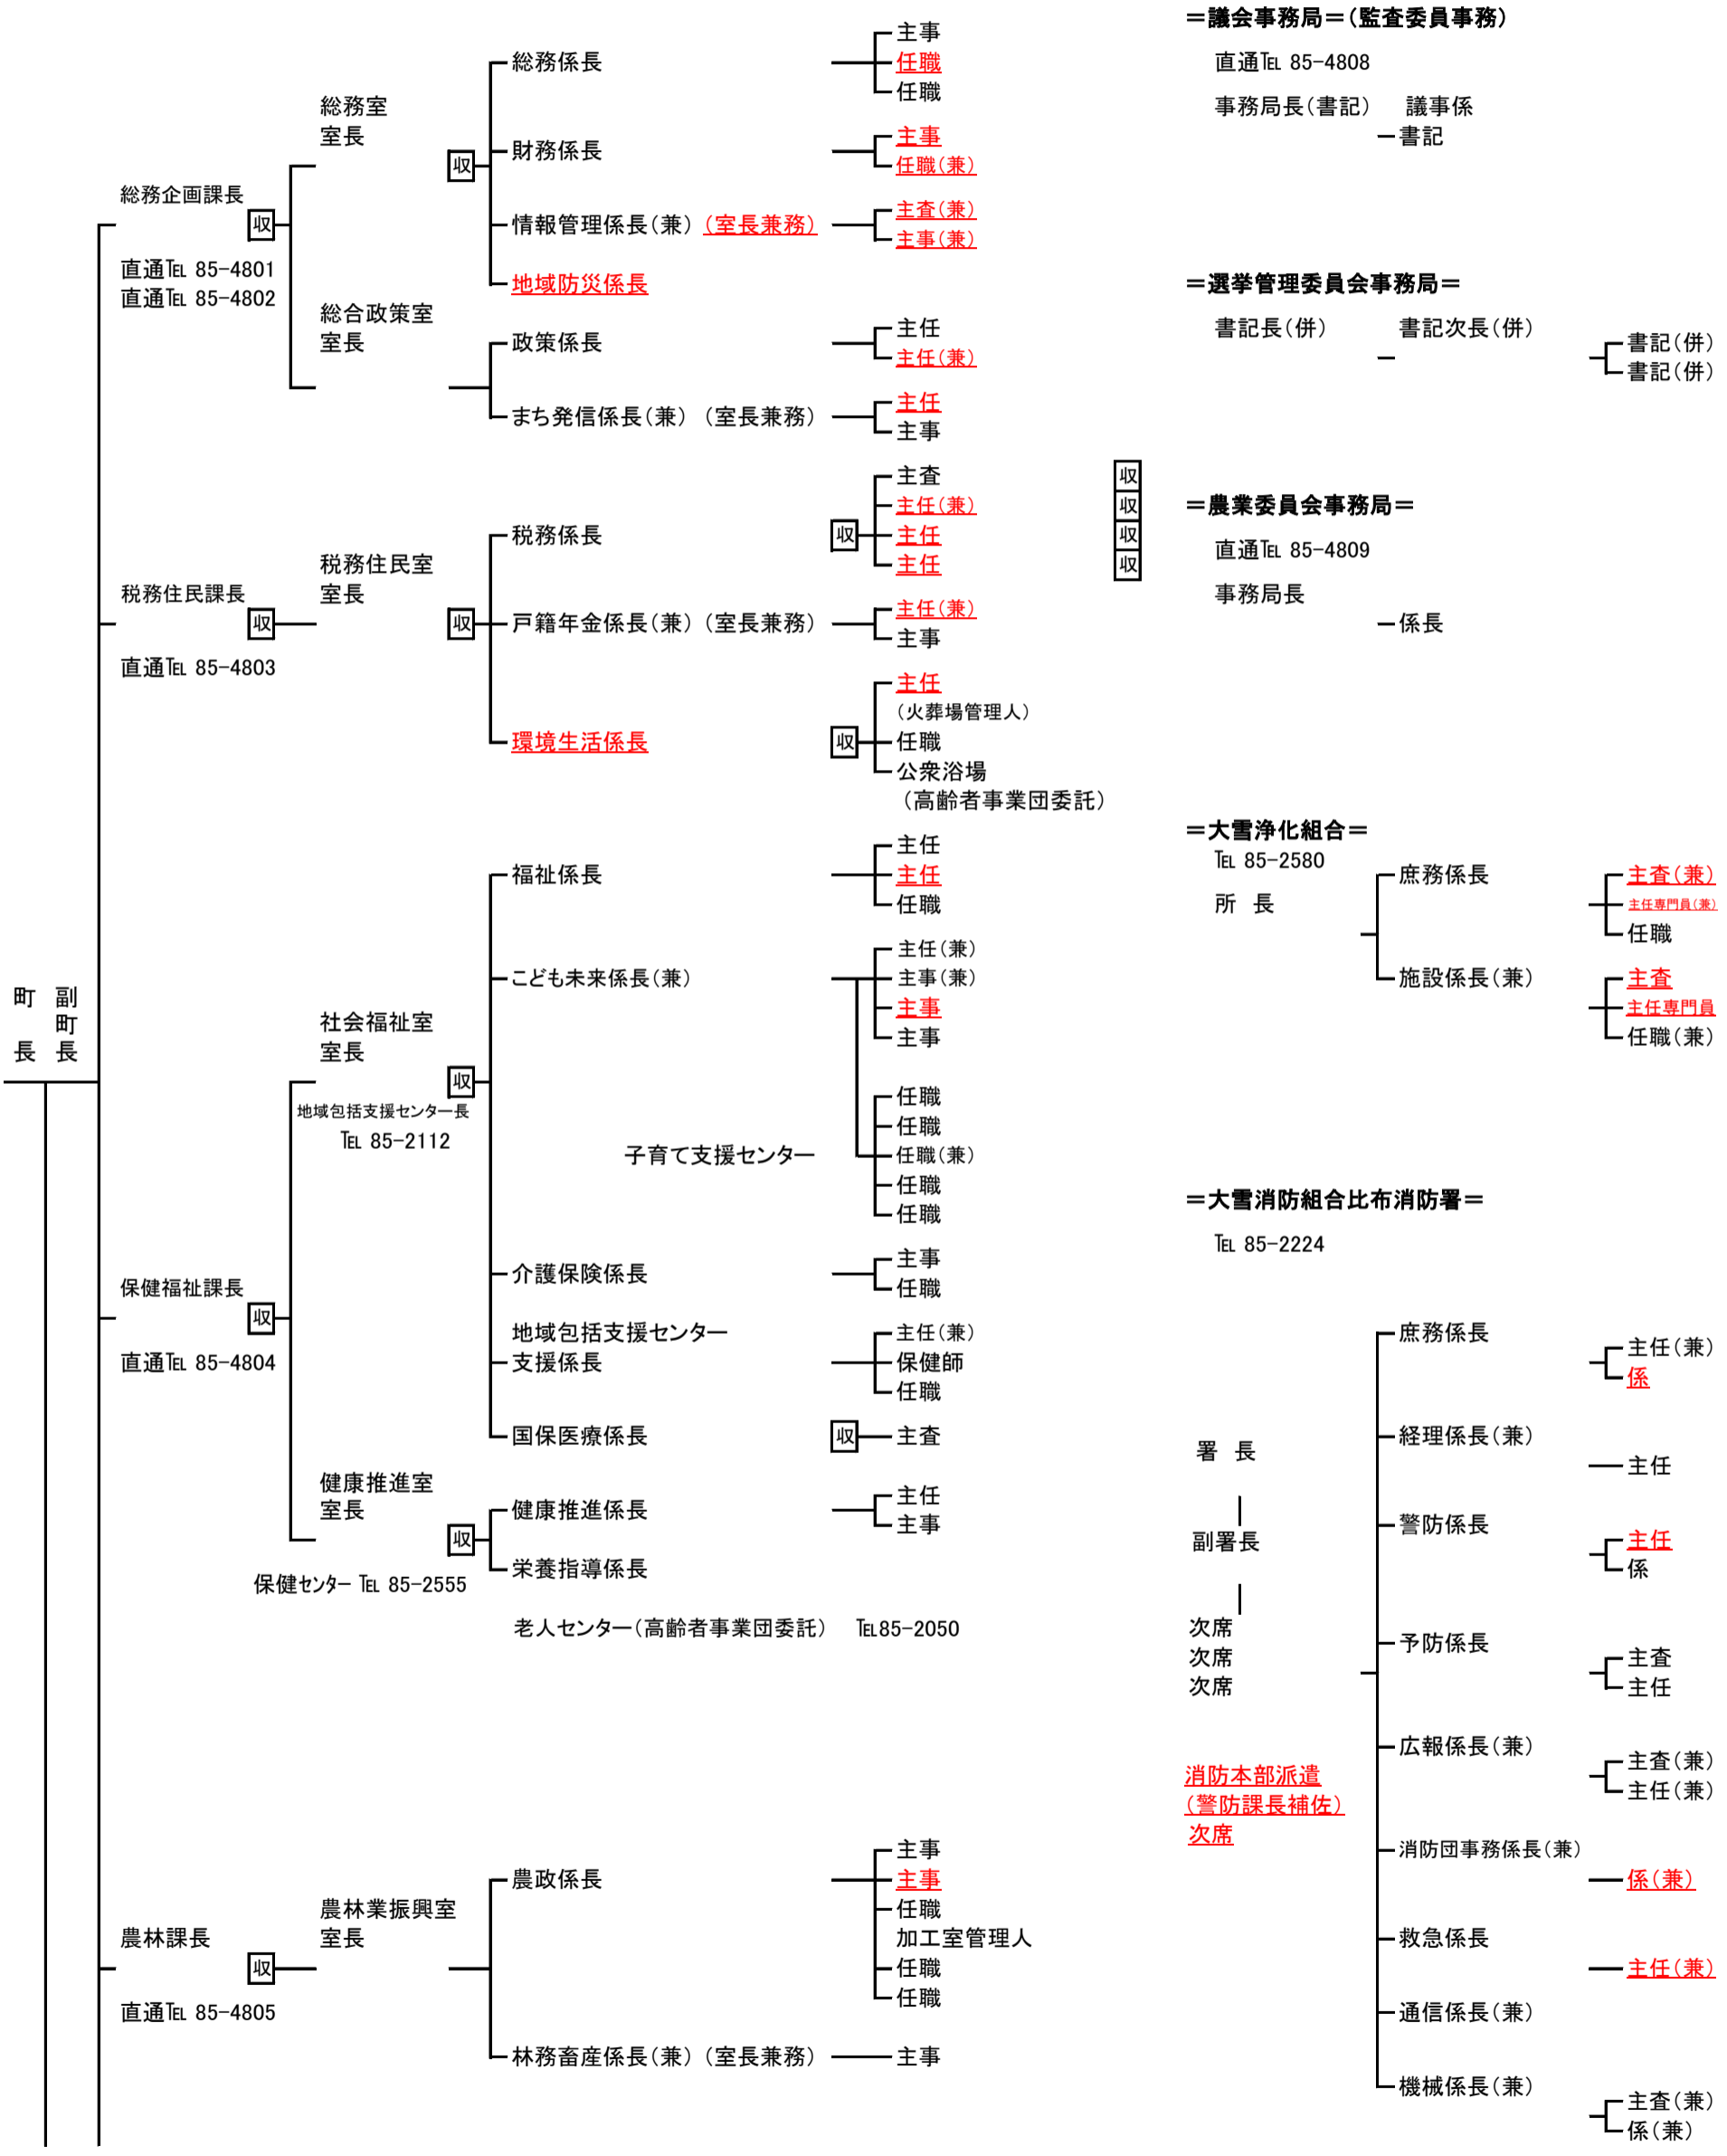 町長
副町長
総務企画課長
収
直通℡ 85-4801
直通℡ 85-4802
総務室
室長
収
総務係長
主事
任職
任職
財務係長
主事
任職(兼)
情報管理係長(兼)(室長兼務)
主査(兼)
主事(兼)
地域防災係長
総合政策室
室長
政策係長
主任
主任(兼)
まち発信係長(兼)(室長兼務)
主任
主事
税務住民課長
収
直通℡ 85-4803
税務住民室
室長
収
税務係長
収
主査
収
主任(兼)
収
主任
収
主任
収
戸籍年金係長(兼)(室長兼務)
主任(兼)
主事
環境生活係長
収
主任
(火葬場管理人)
任職
公衆浴場
(高齢者事業団委託)
保健福祉課長
収
直通℡ 85-4804
社会福祉室
室長
収
地域包括支援センター長
℡ 85-2112
福祉係長
主任
主任
任職
こども未来係長(兼)
主任(兼)
主事(兼)
主事
主事
子育て支援センター
任職
任職
任職(兼)
任職
任職
介護保険係長
主事
任職
地域包括支援センター
支援係長
主任(兼)
保健師
任職
国保医療係長
収
主査
健康推進室
室長
収
保健センター ℡ 85-2555
健康推進係長
主任
主事
栄養指導係長
老人センター(高齢者事業団委託) ℡85-2050
農林課長
収
直通℡ 85-4805
農林業振興室
室長
農政係長
主事
主事
任職
加工室管理人
任職
任職
林務畜産係長(兼)(室長兼務)
主事
=議会事務局=(監査委員事務)
直通℡ 85-4808
事務局長(書記) 議事係
書記
=選挙管理委員会事務局=
書記長(併) 書記次長(併)
書記(併)
書記(併)
=農業委員会事務局=
直通℡ 85-4809
事務局長
係長
=大雪浄化組合=
℡ 85-2580
所 長
庶務係長
主査(兼)
主任専門員(兼)
任職
施設係長(兼)
主査
主任専門員
任職(兼)
=大雪消防組合比布消防署=
℡ 85-2224
署 長
副署長
次席
次席
次席
消防本部派遣
(警防課長補佐)
次席
庶務係長
主任(兼)
係
経理係長(兼)
主任
警防係長
主任
係
予防係長
主査
主任
広報係長(兼)
主査(兼)
主任(兼)
消防団事務係長(兼)
係(兼)
救急係長
主任(兼)
通信係長(兼)
機械係長(兼)
主査(兼)
係(兼)